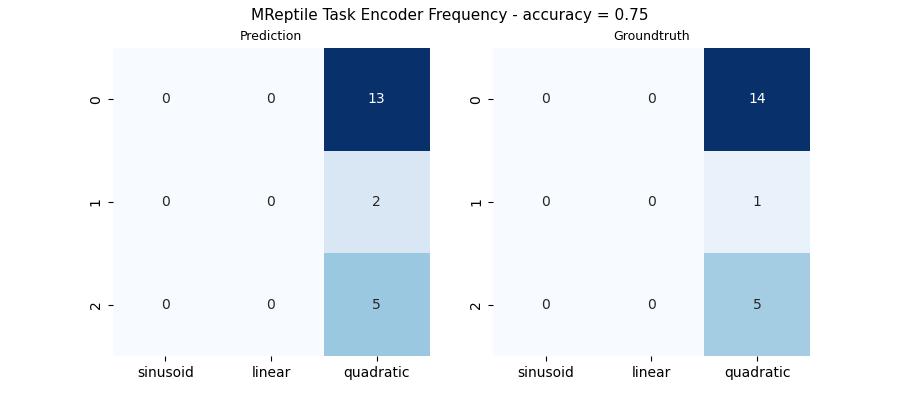 MReptile Task Encoder Frequency - accuracy = 0.75
Prediction
Groundtruth
0 0 0 13
1 0 0 2
2 0 0 5
sinusoid linear quadratic
0 0 0 14
1 0 0 1
2 0 0 5
sinusoid linear quadratic